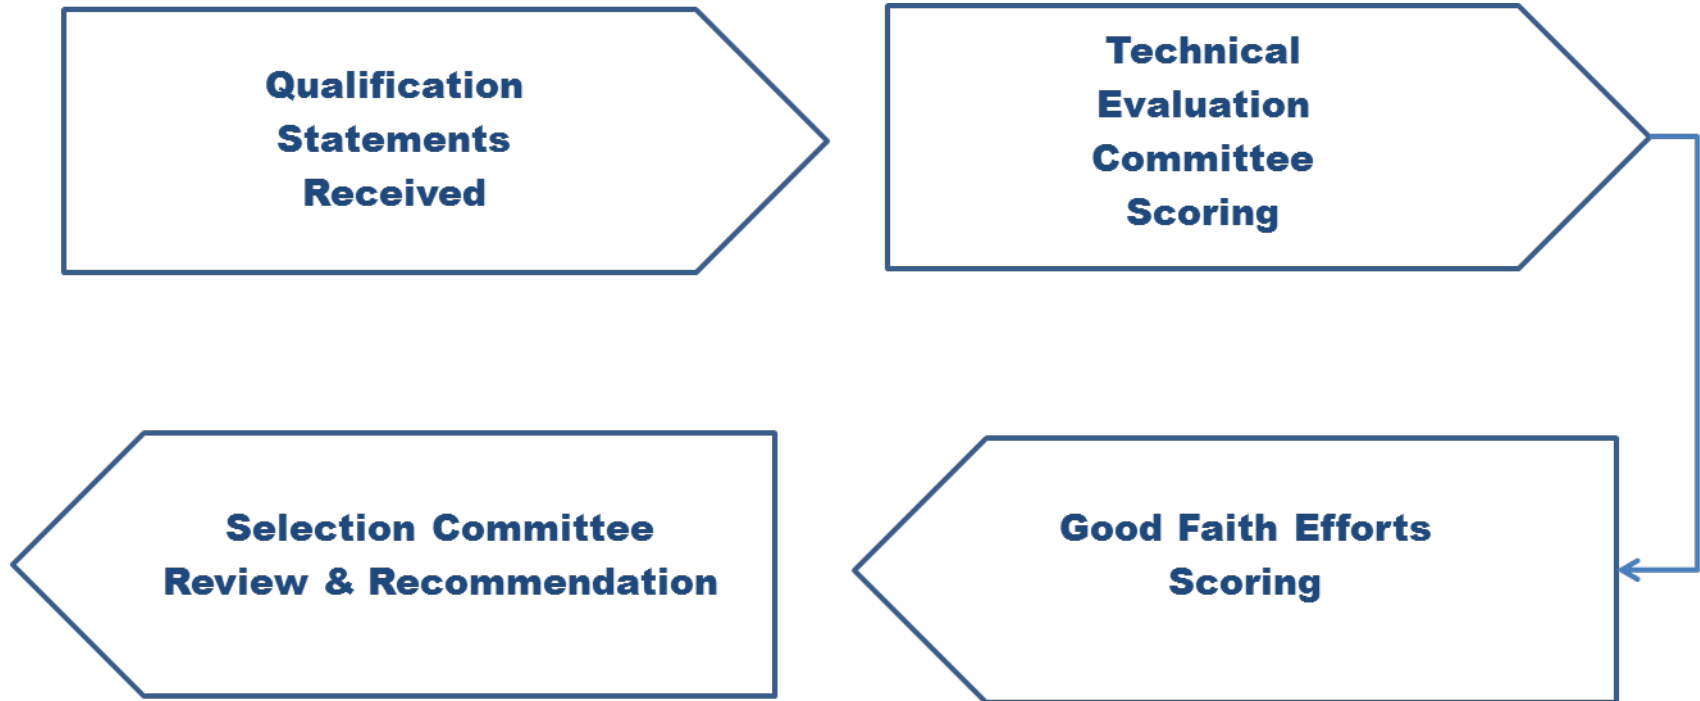 Qualification
Statements
Received
Technical
Evaluation
Committee
Scoring
Good Faith Efforts
Scoring
Selection Committee
Review & Recommendation